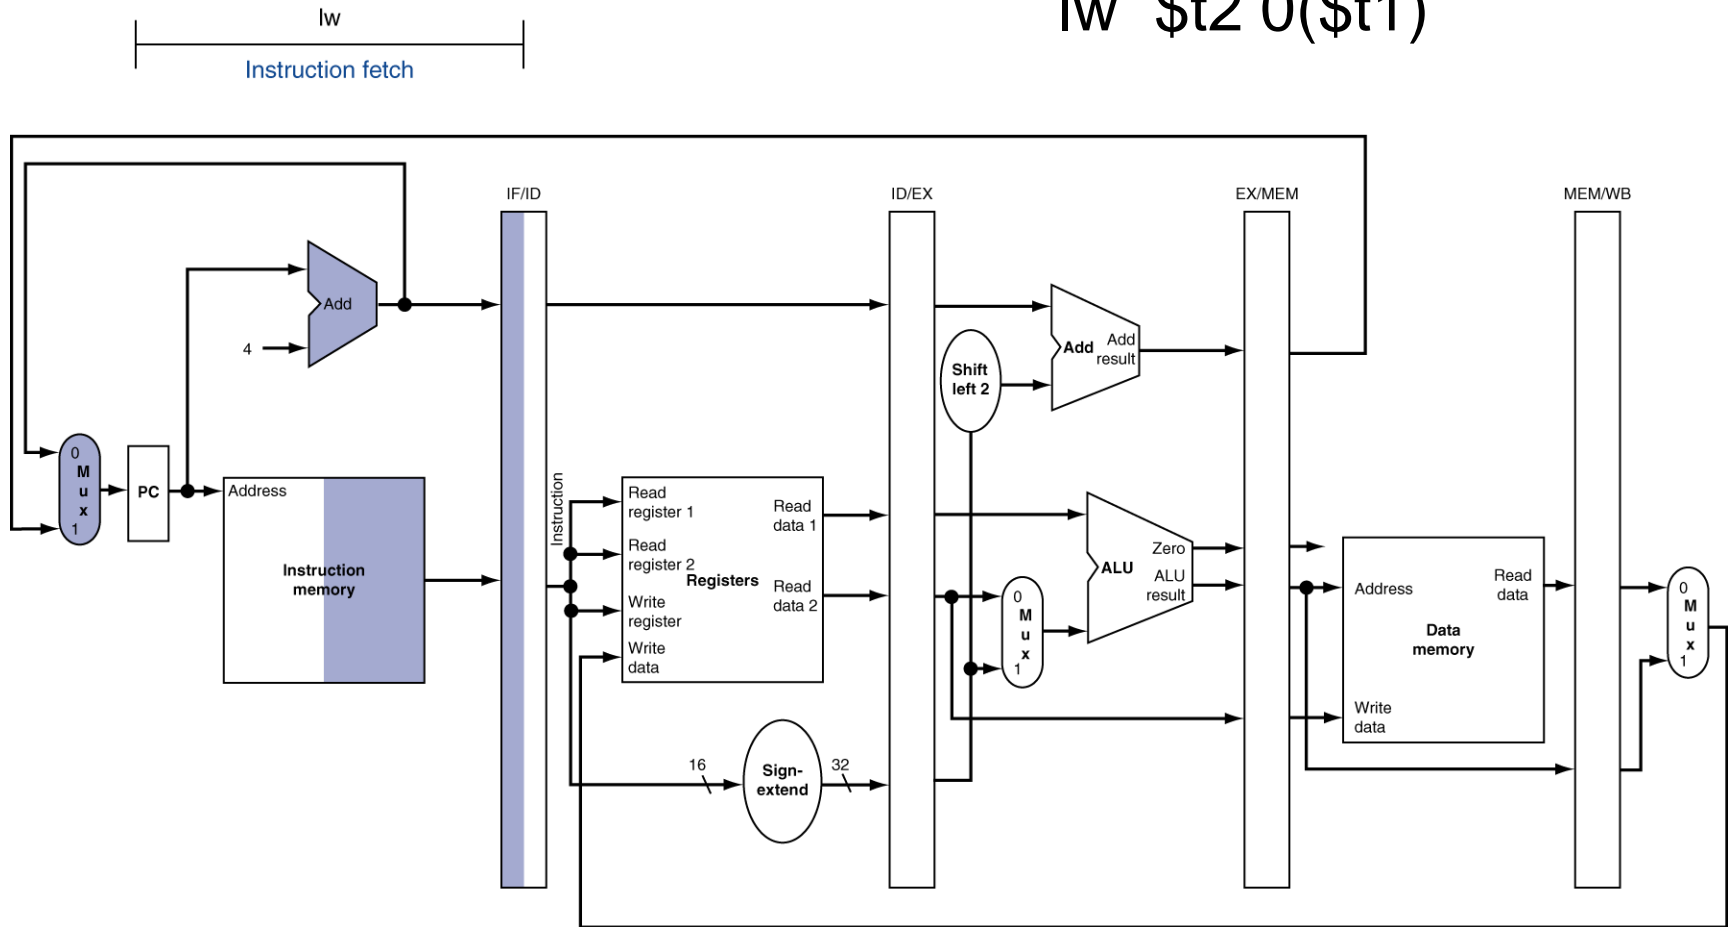 lw
Instruction fetch
lw $t2 0($t1)
IF/ID
ID/EX
EX/MEM
MEM/WB
Add
4
Shift
left 2
Add
Add
result
0
M
u
x
1
PC
Address
Instruction
memory
Instruction
Read
register 1
Read
register 2
Write
register
Write
data
Registers
Read
data 1
Read
data 2
16
Sign-
extend
32
0
M
u
x
1
ALU
Zero
ALU
result
Address
Write
data
Data
memory
Read
data
0
M
u
x
1